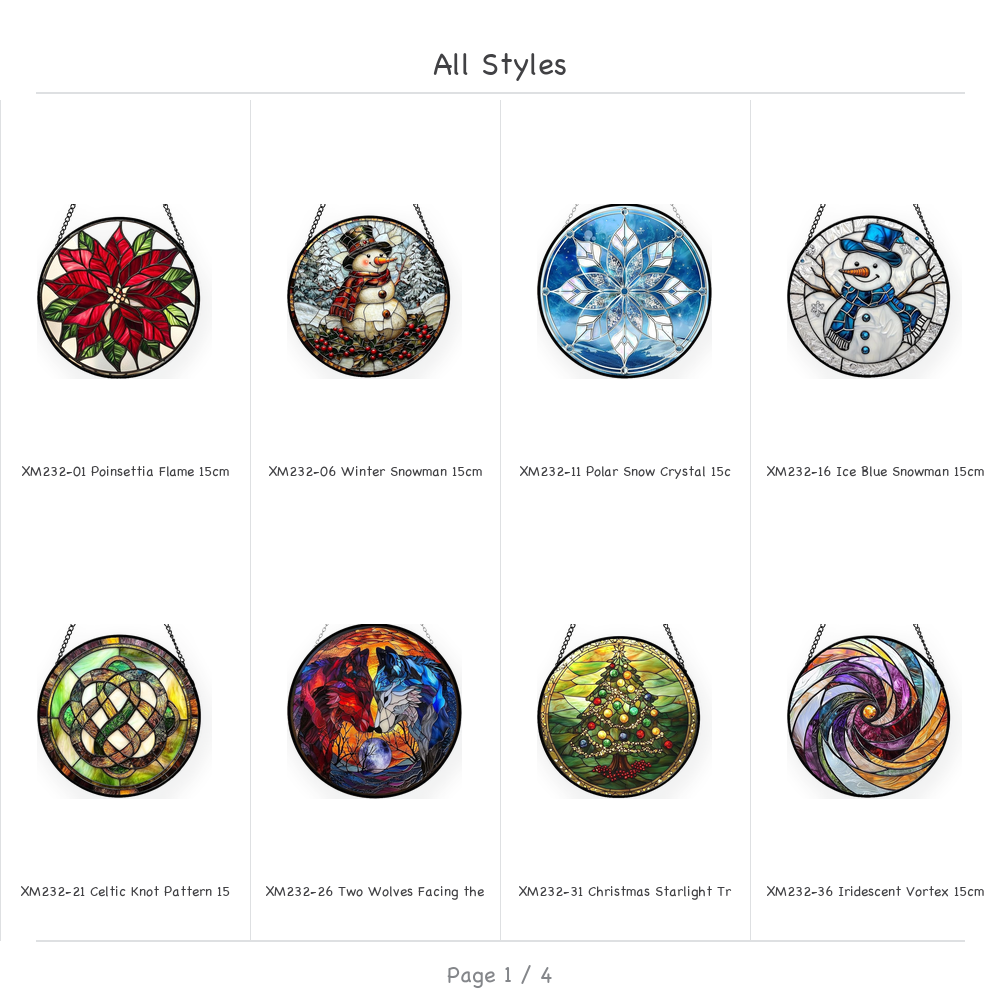 All Styles
XM232-01 Poinsettia Flame 15cm
XM232-06 Winter Snowman 15cm
XM232-11 Polar Snow Crystal 15c
XM232-16 Ice Blue Snowman 15cm
XM232-21 Celtic Knot Pattern 15
XM232-26 Two Wolves Facing the
XM232-31 Christmas Starlight Tr
XM232-36 Iridescent Vortex 15cm
Page 1 / 4